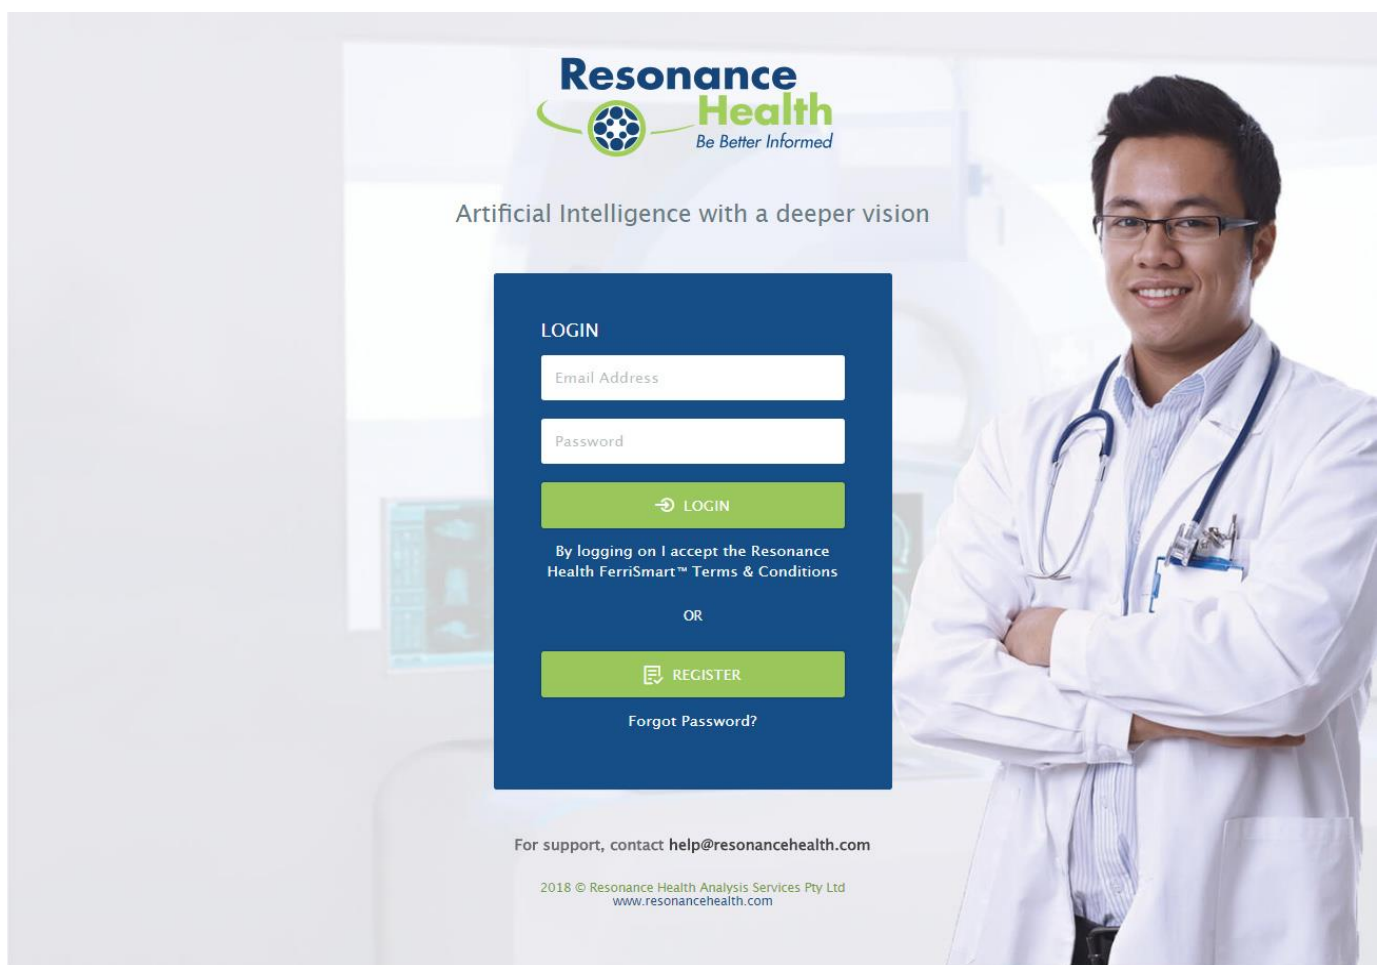 Resonance
Health
Be Better Informed
Artificial Intelligence with a deeper vision
LOGIN
Email Address
Password
LOGIN
By logging on I accept the Resonance
Health FerriSmart™ Terms & Conditions
OR
REGISTER
Forgot Password?
For support, contact help@resonancehealth.com
2018 © Resonance Health Analysis Services Pty Ltd
www.resonancehealth.com